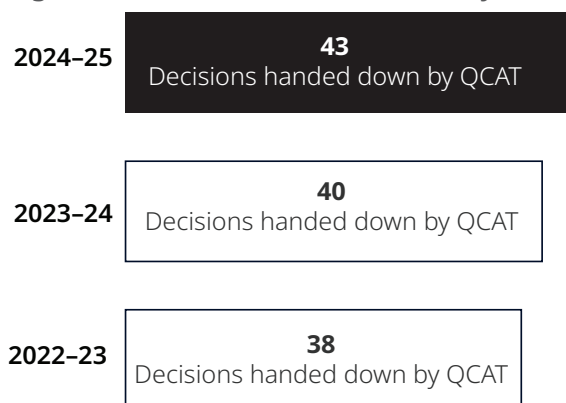 2024–25
43
Decisions handed down by QCAT
2023–24
40
Decisions handed down by QCAT
2022–23
38
Decisions handed down by QCAT